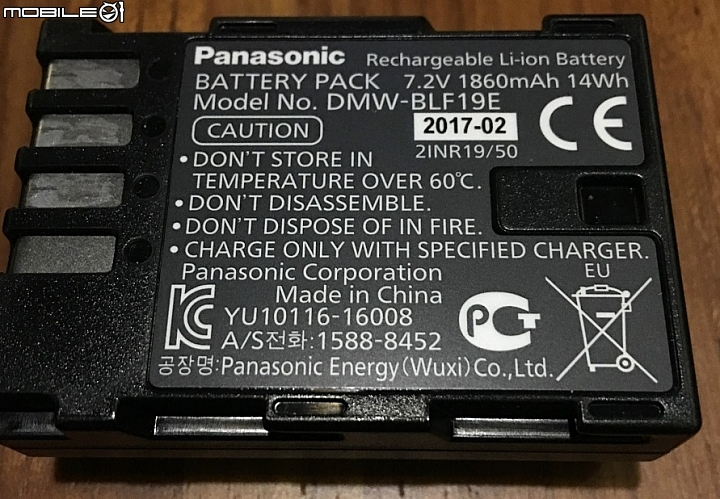 MOBILE01
Panasonic Rechargeable Li-ion Battery
BATTERY PACK 7.2V 1860mAh 14Wh
Model No. DMW-BLF19E
CAUTION
2017-02
2INR19/50
CE
•DON'T STORE IN
TEMPERATURE OVER 60℃.
•DON'T DISASSEMBLE.
•DON'T DISPOSE OF IN FIRE.
•CHARGE ONLY WITH SPECIFIED CHARGER.
Panasonic Corporation
EU
Made in China
YU10116-16008
A/S전화:1588-8452
공장명:Panasonic Energy(Wuxi)Co.,Ltd.